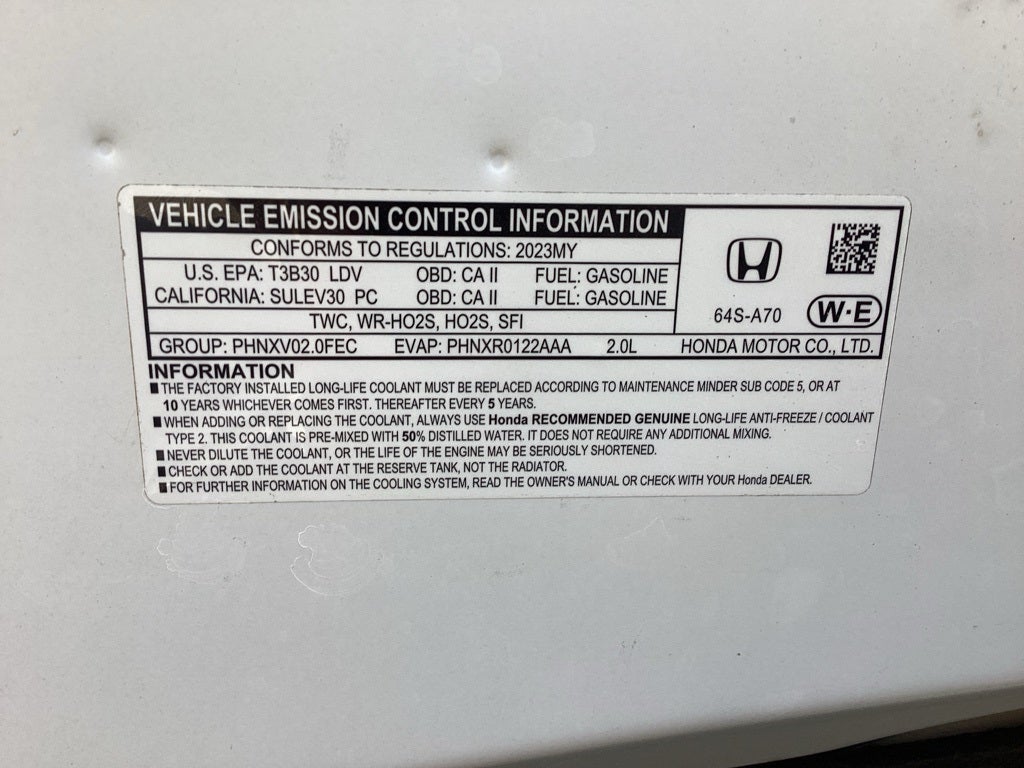 VEHICLE EMISSION CONTROL INFORMATION
CONFORMS TO REGULATIONS: 2023MY
U.S. EPA: T3B30 LDV OBD: CA II FUEL: GASOLINE
CALIFORNIA: SULEV30 PC OBD: CA II FUEL: GASOLINE
TWC, WR-HO2S, HO2S, SFI
64S-A70 W-E
GROUP: PHNXV02.0FEC EVAP: PHNXR0122AAA 2.0L HONDA MOTOR CO., LTD.
INFORMATION
■ THE FACTORY INSTALLED LONG-LIFE COOLANT MUST BE REPLACED ACCORDING TO MAINTENANCE MINDER SUB CODE 5, OR AT
10 YEARS WHICHEVER COMES FIRST. THEREAFTER EVERY 5 YEARS.
■ WHEN ADDING OR REPLACING THE COOLANT, ALWAYS USE Honda RECOMMENDED GENUINE LONG-LIFE ANTI-FREEZE / COOLANT
TYPE 2. THIS COOLANT IS PRE-MIXED WITH 50% DISTILLED WATER. IT DOES NOT REQUIRE ANY ADDITIONAL MIXING.
■ NEVER DILUTE THE COOLANT, OR THE LIFE OF THE ENGINE MAY BE SERIOUSLY SHORTENED.
■ CHECK OR ADD THE COOLANT AT THE RESERVE TANK, NOT THE RADIATOR.
■ FOR FURTHER INFORMATION ON THE COOLING SYSTEM, READ THE OWNER'S MANUAL OR CHECK WITH YOUR Honda DEALER.